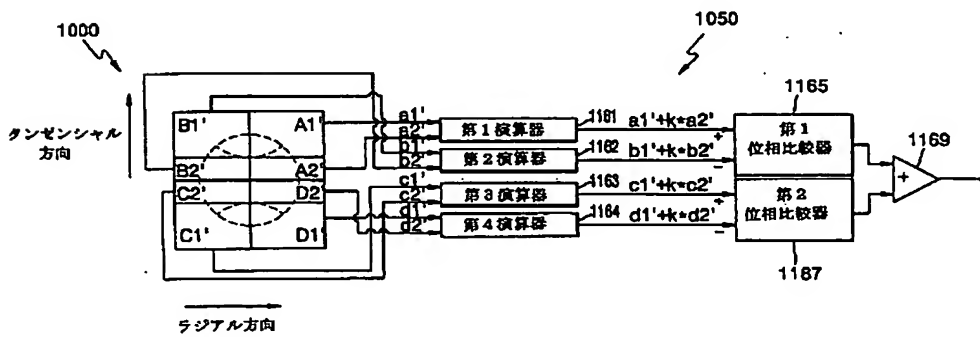 1000
1050
タンゼンシャル
方向
B1'
A1'
B2'
A2'
C2'
D2'
C1'
D1'
ラジアル方向
a1'
a2'
b1'
b2'
c1'
c2'
d1'
d2'
第1演算器
1161
a1'+k*a2'
+
第2演算器
1162
b1'+k*b2'
-
第3演算器
1163
c1'+k*c2'
+
第4演算器
1164
d1'+k*d2'
-
1165
第1
位相比較器
第2
位相比較器
1187
1169
+